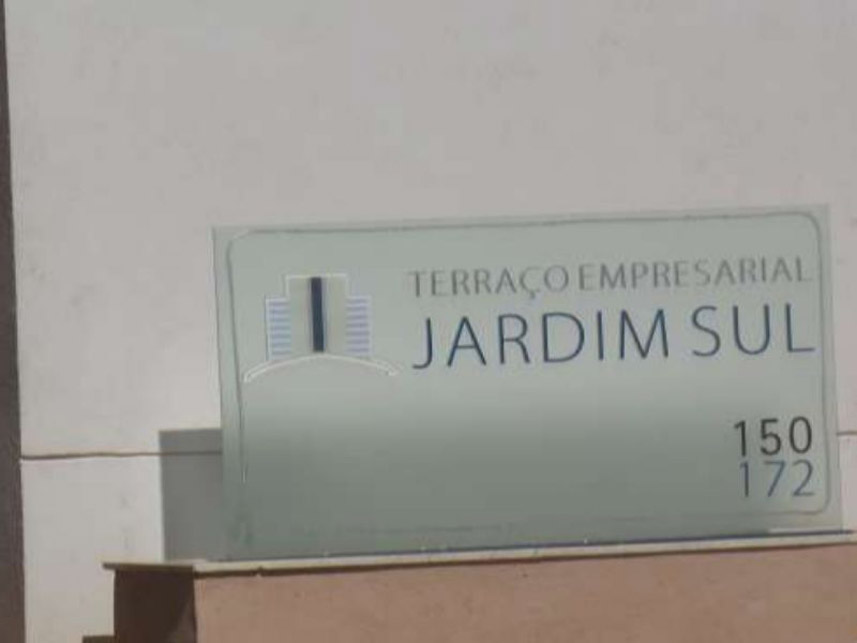 TERRAÇO EMPRESARIAL
JARDIM SUL
150
172